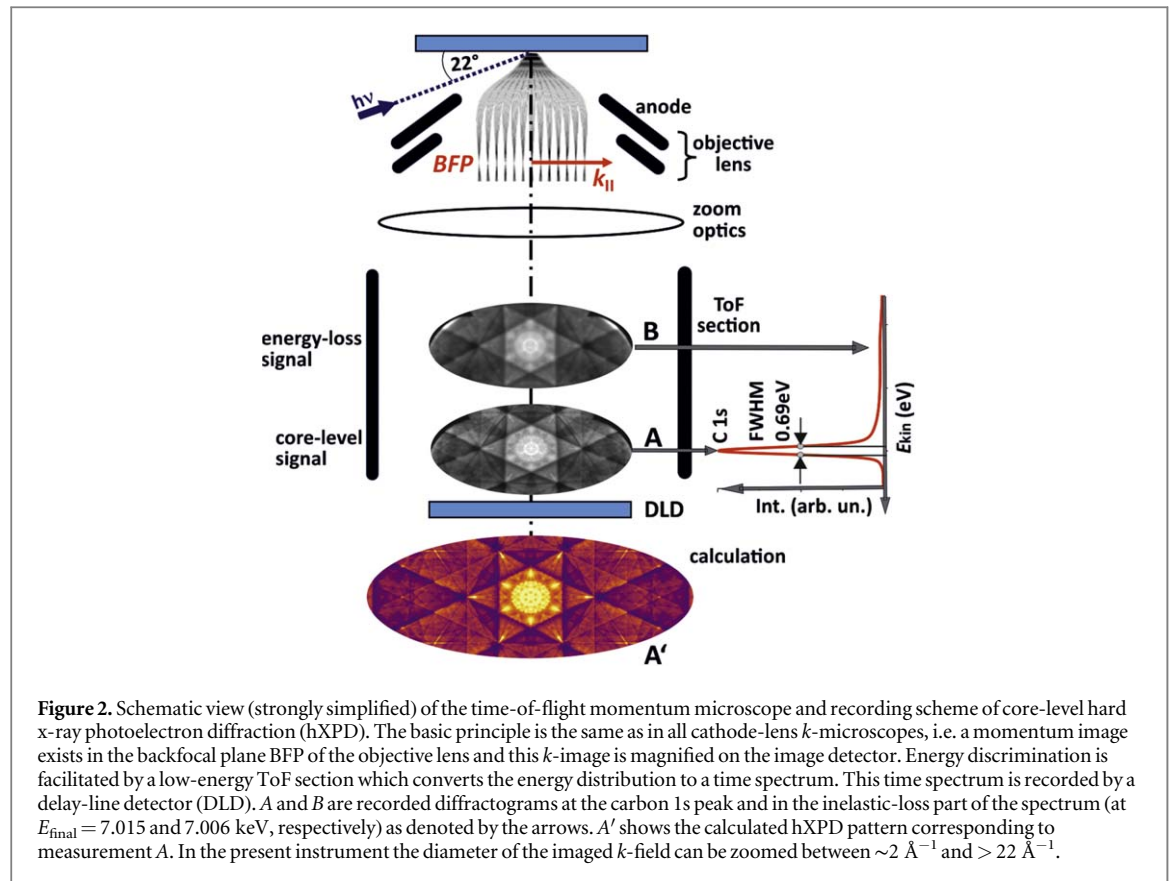 22°
hν
anode
objective
lens
BFP
k||
zoom
optics
ToF
section
B
energy-loss
signal
core-level
signal
A
C 1s
FWHM
0.69eV
Ekin (eV)
Int. (arb. un.)
DLD
calculation
A‘
Figure 2. Schematic view (strongly simplified) of the time-of-flight momentum microscope and recording scheme of core-level hard
x-ray photoelectron diffraction (hXPD). The basic principle is the same as in all cathode-lens k-microscopes, i.e. a momentum image
exists in the backfocal plane BFP of the objective lens and this k-image is magnified on the image detector. Energy discrimination is
facilitated by a low-energy ToF section which converts the energy distribution to a time spectrum. This time spectrum is recorded by a
delay-line detector (DLD). A and B are recorded diffractograms at the carbon 1s peak and in the inelastic-loss part of the spectrum (at
Efinal = 7.015 and 7.006 keV, respectively) as denoted by the arrows. A′ shows the calculated hXPD pattern corresponding to
measurement A. In the present instrument the diameter of the imaged k-field can be zoomed between ~2 Å⁻¹ and > 22 Å⁻¹.